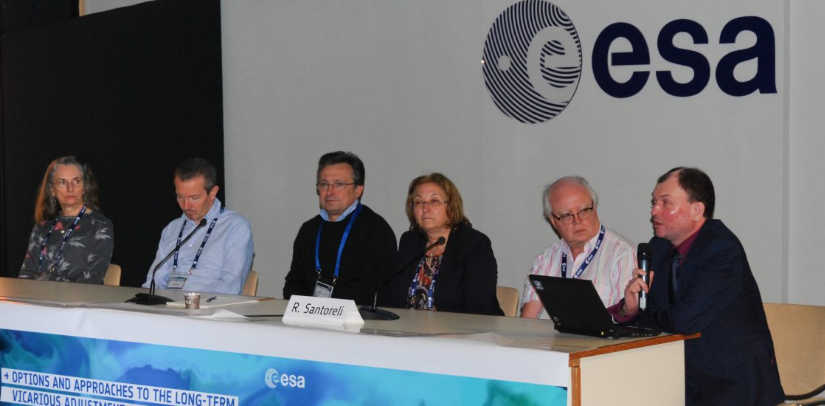 esa
R. Santoreli
esa
+ OPTIONS AND APPROACHES TO THE LONG-TERM
VICARIOUS ADJUSTMENT